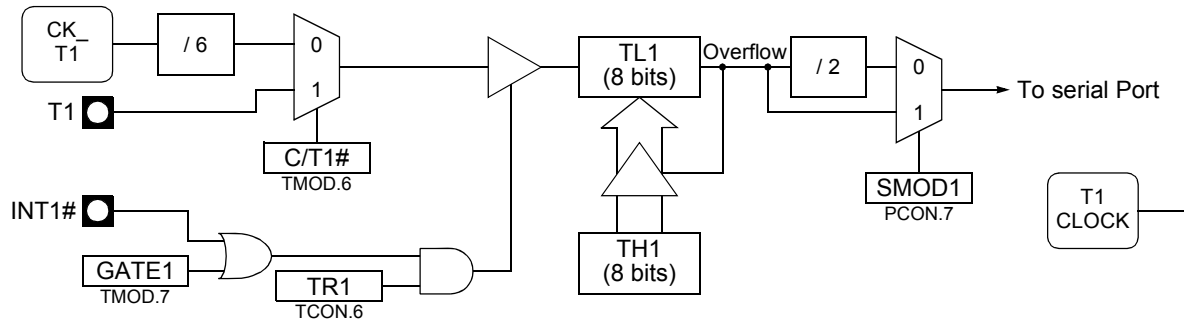 CK_
T1
/ 6
0
1
T1
C/T1#
TMOD.6
INT1#
GATE1
TMOD.7
TR1
TCON.6
TL1
(8 bits)
Overflow
TH1
(8 bits)
/ 2
0
1
To serial Port
SMOD1
PCON.7
T1
CLOCK